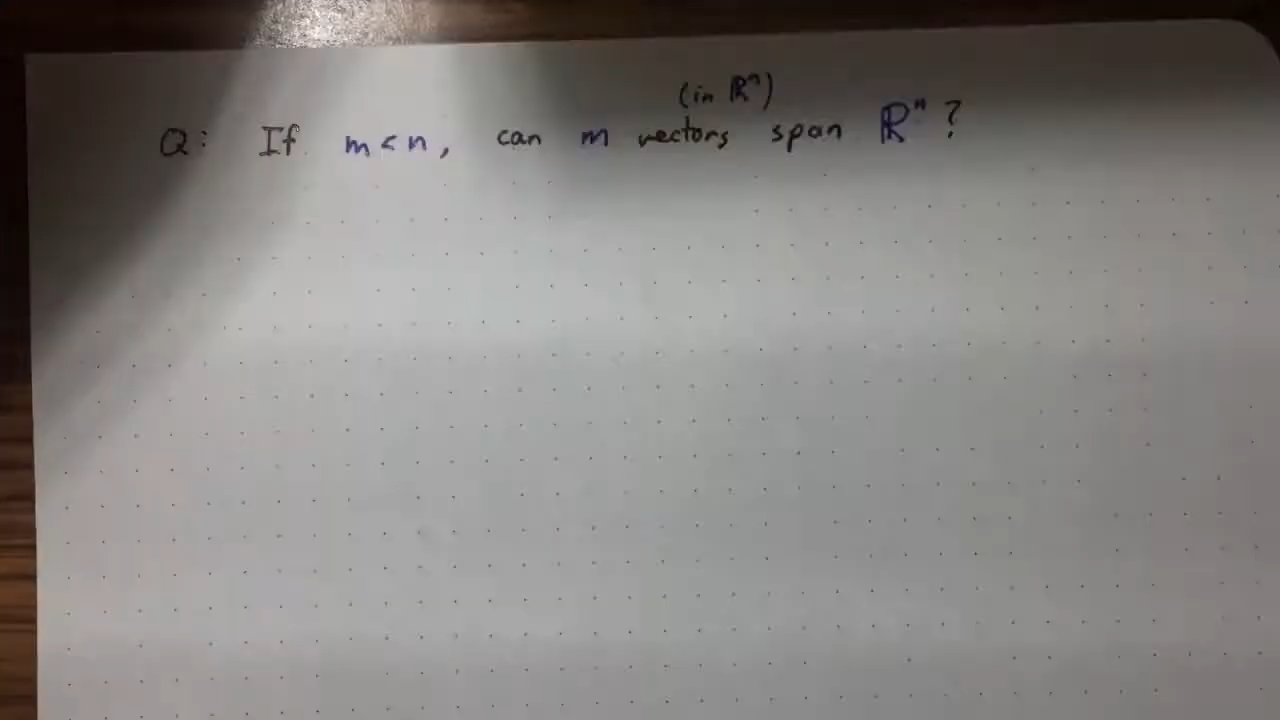 (in ℝⁿ)
Q: If m < n, can m vectors span ℝⁿ?